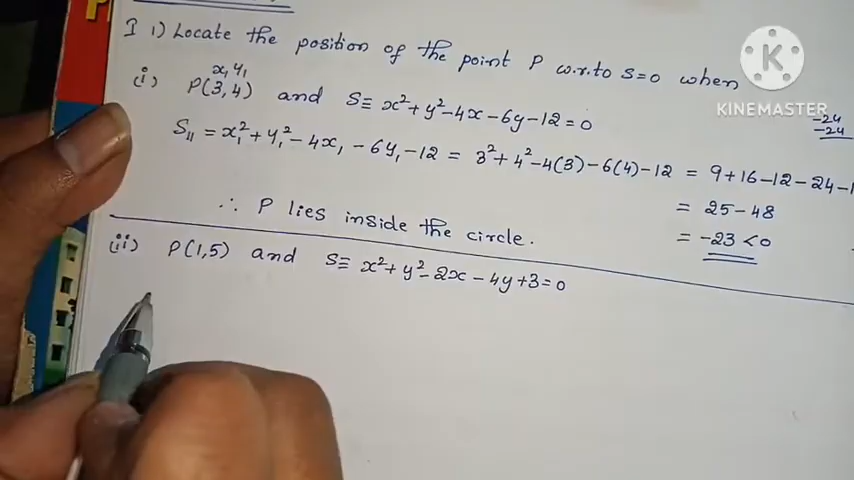 I 1) Locate the position of the point P w.r.to S=0 when
x₁ y₁
(i) P(3,4) and S≡ x²+y²-4x-6y-12=0
S₁₁ = x₁²+y₁²-4x₁-6y₁-12 = 3²+4²-4(3)-6(4)-12 = 9+16-12-24-1
-24
-24
= 25-48
= -23<0
∴ P lies inside the circle.
(ii) P(1,5) and S≡ x²+y²-2x-4y+3=0
K
KINEMASTER